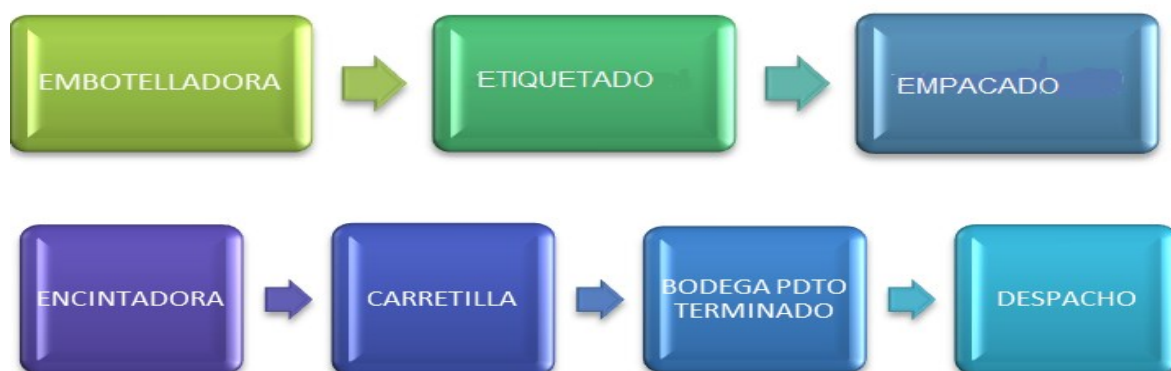 EMBOTELLADORA
ETIQUETADO
EMPACADO
ENCINTADORA
CARRETILLA
BODEGA PDTO
TERMINADO
DESPACHO